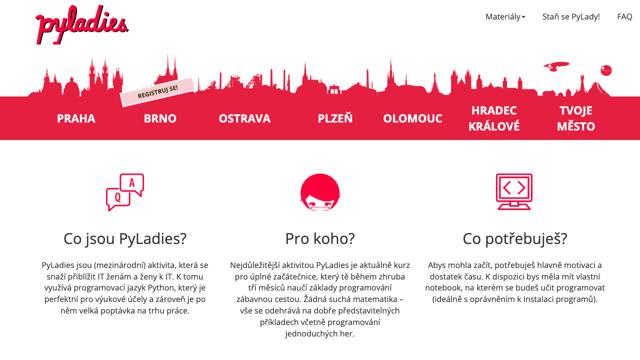 pyladies
Materiály
Staň se PyLady!
FAQ
REGISTRUJ SE!
PRAHA
BRNO
OSTRAVA
PLZEŇ
OLOMOUC
HRADEC
KRÁLOVÉ
TVOJE
MĚSTO
Q
A
Co jsou PyLadies?
PyLadies jsou (mezinárodní) aktivita, která se
snaží přiblížit IT ženám a ženy k IT. K tomu
využívá programovací jazyk Python, který je
perfektní pro výukové účely a zároveň je po
něm velká poptávka na trhu práce.
Pro koho?
Nejdůležitější aktivitou PyLadies je aktuálně kurz
pro úplné začátečnice, který tě během zhruba
tří měsíců naučí základy programování
zábavnou cestou. Žádná suchá matematika –
vše se odehrává na dobře představitelných
příkladech včetně programování
jednoduchých her.
Co potřebuješ?
Abys mohla začít, potřebuješ hlavně motivaci a
dostatek času. K dispozici bys měla mít vlastní
notebook, na kterém se budeš učit programovat
(ideálně s oprávněním k instalaci programů).